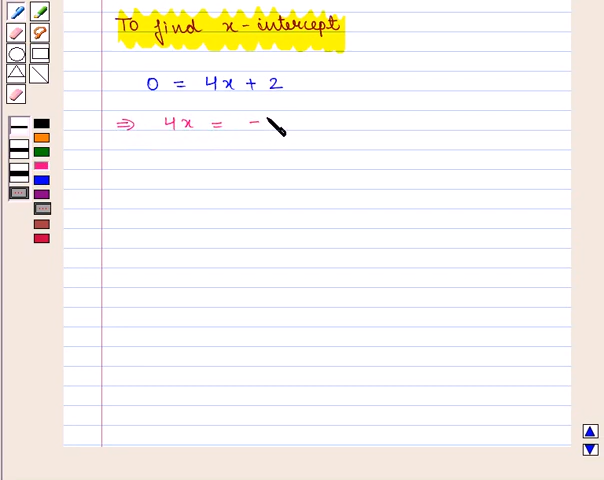 To find x-intercept
0 = 4x + 2
⇒ 4x = -